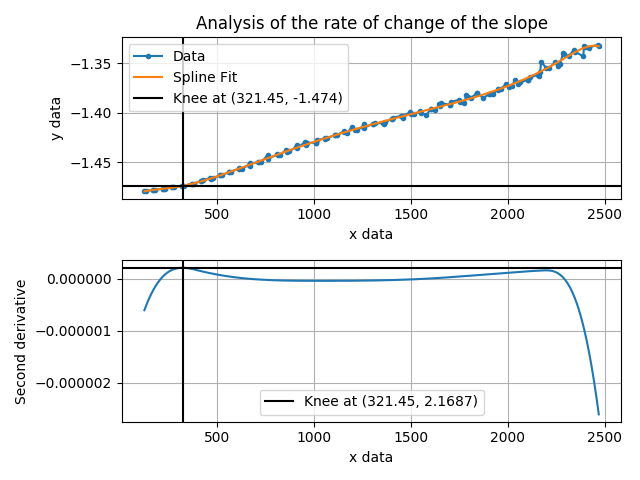 Analysis of the rate of change of the slope
y data
−1.35
−1.40
−1.45
Data
Spline Fit
Knee at (321.45, -1.474)
500
1000
1500
2000
2500
x data
Second derivative
0.000000
−0.000001
−0.000002
Knee at (321.45, 2.1687)
500
1000
1500
2000
2500
x data